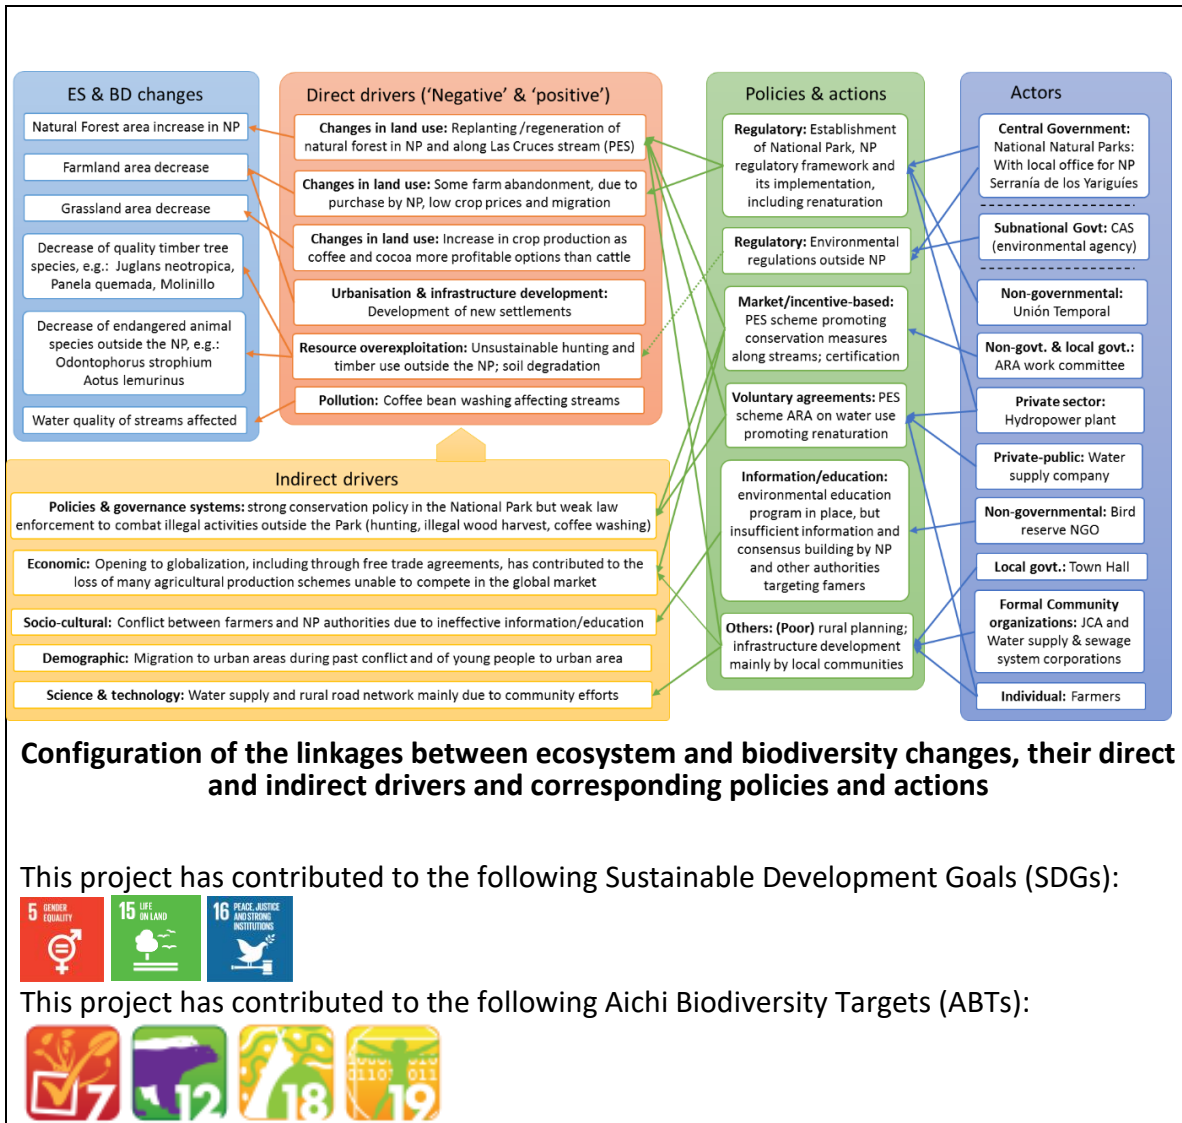 ES & BD changes
Natural Forest area increase in NP
Farmland area decrease
Grassland area decrease
Decrease of quality timber tree
species, e.g.: Juglans neotropica,
Panela quemada, Molinillo
Decrease of endangered animal
species outside the NP, e.g.:
Odontophorus strophium
Aotus lemurinus
Water quality of streams affected
Direct drivers (‘Negative’ & ‘positive’)
Changes in land use: Replanting /regeneration of
natural forest in NP and along Las Cruces stream (PES)
Changes in land use: Some farm abandonment, due to
purchase by NP, low crop prices and migration
Changes in land use: Increase in crop production as
coffee and cocoa more profitable options than cattle
Urbanisation & infrastructure development:
Development of new settlements
Resource overexploitation: Unsustainable hunting and
timber use outside the NP; soil degradation
Pollution: Coffee bean washing affecting streams
Indirect drivers
Policies & governance systems: strong conservation policy in the National Park but weak law
enforcement to combat illegal activities outside the Park (hunting, illegal wood harvest, coffee washing)
Economic: Opening to globalization, including through free trade agreements, has contributed to the
loss of many agricultural production schemes unable to compete in the global market
Socio-cultural: Conflict between farmers and NP authorities due to ineffective information/education
Demographic: Migration to urban areas during past conflict and of young people to urban area
Science & technology: Water supply and rural road network mainly due to community efforts
Policies & actions
Regulatory: Establishment
of National Park, NP
regulatory framework and
its implementation,
including renaturation
Regulatory: Environmental
regulations outside NP
Market/incentive-based:
PES scheme promoting
conservation measures
along streams; certification
Voluntary agreements: PES
scheme ARA on water use
promoting renaturation
Information/education:
environmental education
program in place, but
insufficient information and
consensus building by NP
and other authorities
targeting famers
Others: (Poor) rural planning;
infrastructure development
mainly by local communities
Actors
Central Government:
National Natural Parks:
With local office for NP
Serranía de los Yariguíes
Subnational Govt: CAS
(environmental agency)
Non-governmental:
Unión Temporal
Non-govt. & local govt.:
ARA work committee
Private sector:
Hydropower plant
Private-public: Water
supply company
Non-governmental: Bird
reserve NGO
Local govt.: Town Hall
Formal Community
organizations: JCA and
Water supply & sewage
system corporations
Individual: Farmers
Configuration of the linkages between ecosystem and biodiversity changes, their direct
and indirect drivers and corresponding policies and actions
This project has contributed to the following Sustainable Development Goals (SDGs):
5 GENDER
EQUALITY
15 LIFE
ON LAND
16 PEACE, JUSTICE
AND STRONG
INSTITUTIONS
This project has contributed to the following Aichi Biodiversity Targets (ABTs):
7
12
18
19